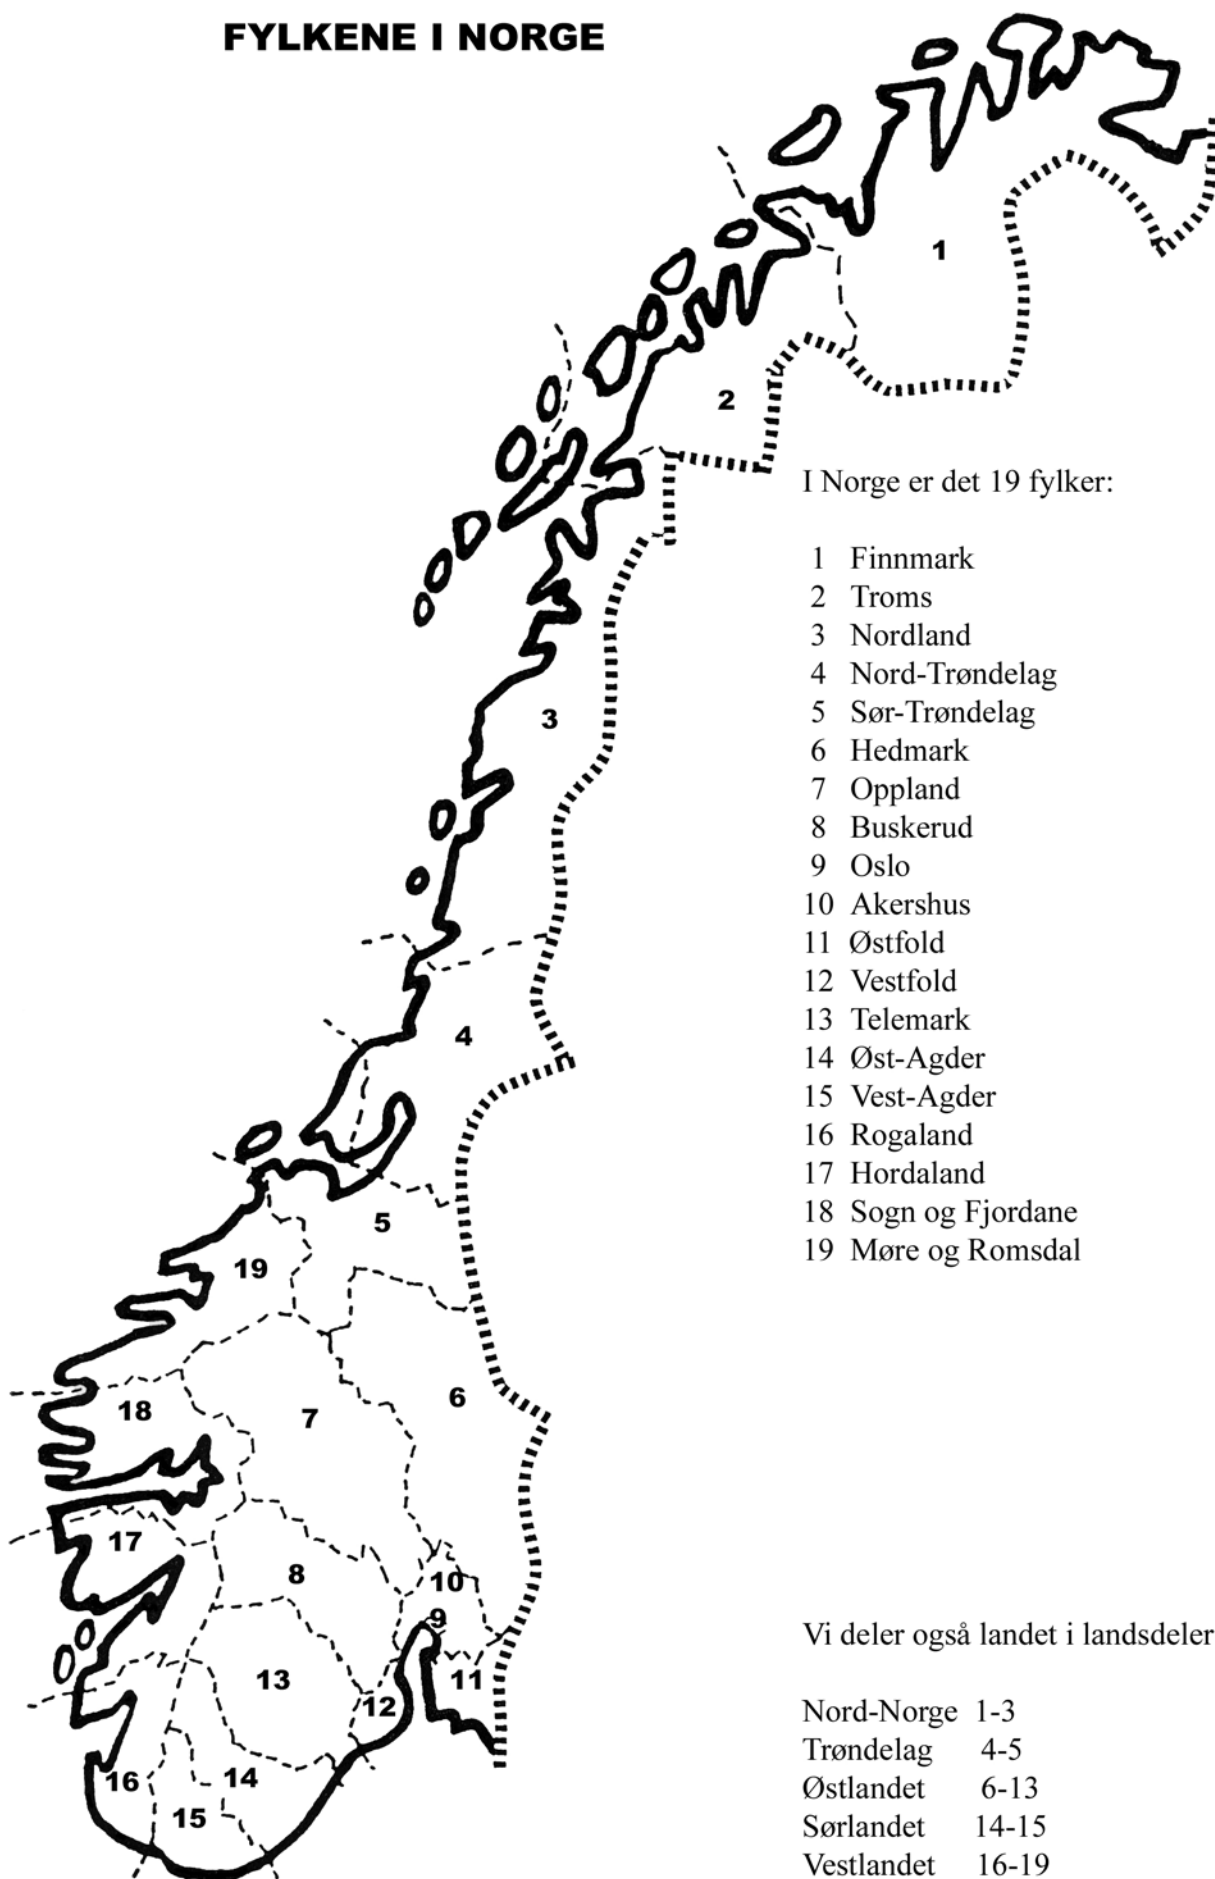 FYLKENE I NORGE
1
2
I Norge er det 19 fylker:
1 Finnmark
2 Troms
3 Nordland
4 Nord-Trøndelag
5 Sør-Trøndelag
6 Hedmark
7 Oppland
8 Buskerud
9 Oslo
10 Akershus
11 Østfold
12 Vestfold
13 Telemark
14 Øst-Agder
15 Vest-Agder
16 Rogaland
17 Hordaland
18 Sogn og Fjordane
19 Møre og Romsdal
3
4
5
19
6
7
18
17
8
10
9
13
11
12
16
14
15
Vi deler også landet i landsdeler
Nord-Norge 1-3
Trøndelag 4-5
Østlandet 6-13
Sørlandet 14-15
Vestlandet 16-19